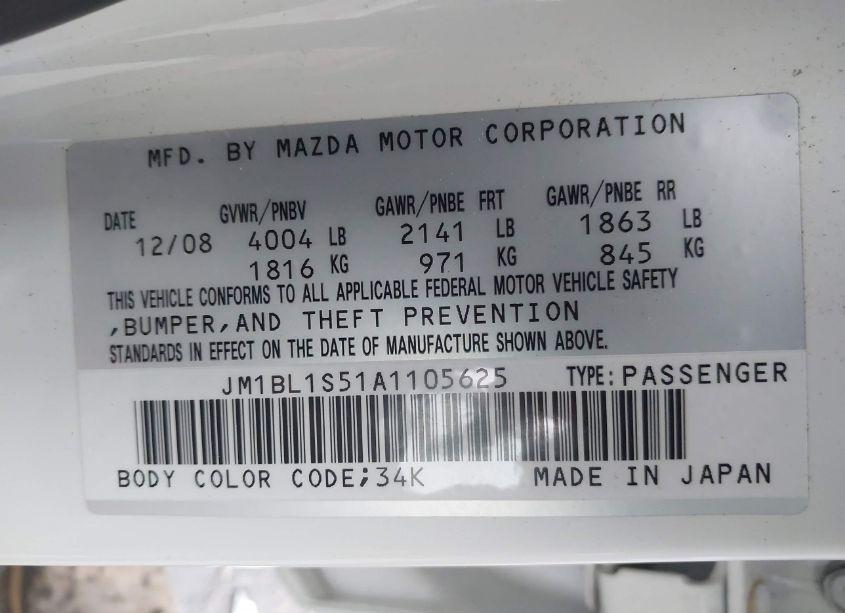 MFD. BY MAZDA MOTOR CORPORATION
DATE GVWR/PNBV GAWR/PNBE FRT GAWR/PNBE RR
12/08 4004 LB 2141 LB 1863 LB
1816 KG 971 KG 845 KG
THIS VEHICLE CONFORMS TO ALL APPLICABLE FEDERAL MOTOR VEHICLE SAFETY
,BUMPER,AND THEFT PREVENTION
STANDARDS IN EFFECT ON THE DATE OF MANUFACTURE SHOWN ABOVE.
JM1BL1S51A1105625 TYPE:PASSENGER
BODY COLOR CODE;34K MADE IN JAPAN